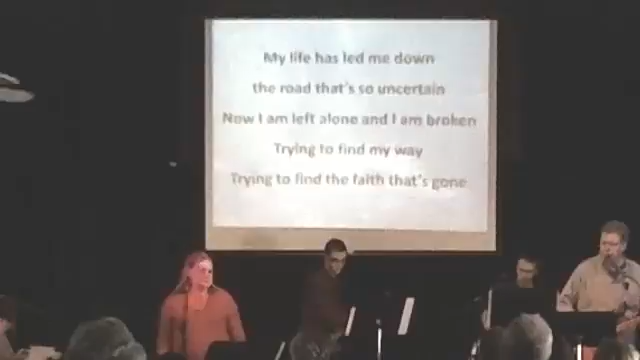 My life has led me down
the road that's so uncertain
Now I am left alone and I am broken
Trying to find my way
Trying to find the faith that's gone